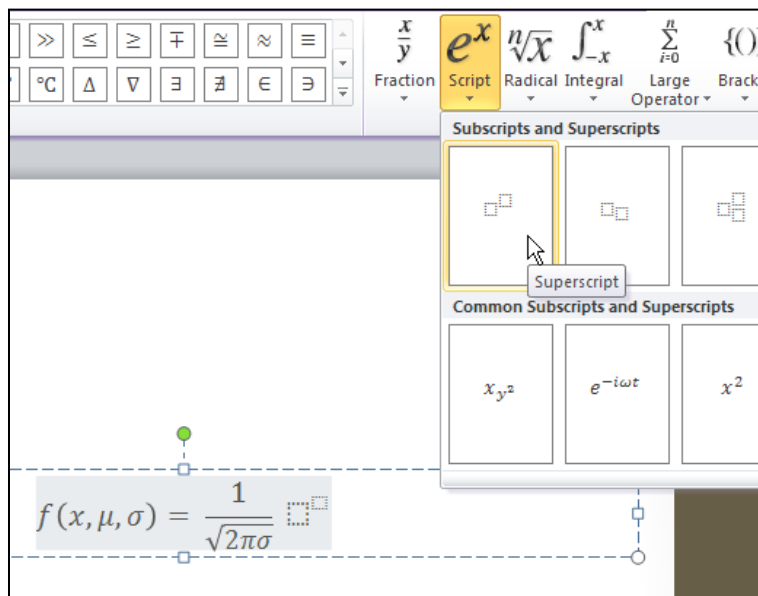 ≫ ≤ ≥ ∓ ≅ ≈ ≡
℃ Δ ∇ ∃ ∄ ∈ ∋
x/y e^x ⁿ√x ∫_{-x}^{x} ∑_{i=0}^{n} {()}
Fraction Script Radical Integral Large Operator Brack
Subscripts and Superscripts
Superscript
Common Subscripts and Superscripts
x_{y^2} e^{-iωt} x^2
f(x, μ, σ) = 1/√(2πσ) ⬚^⬚